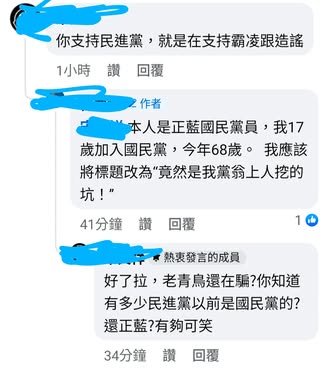 你支持民進黨，就是在支持霸凌跟造謠
1小時 讚 回覆
作者
本人是正藍國民黨員，我17
歲加入國民黨，今年68歲。 我應該
將標題改為“竟然是我黨翁上人挖的
坑！”
41分鐘 讚 回覆 1
熱衷發言的成員
好了拉，老青鳥還在騙?你知道
有多少民進黨以前是國民黨的?
還正藍?有夠可笑
34分鐘 讚 回覆